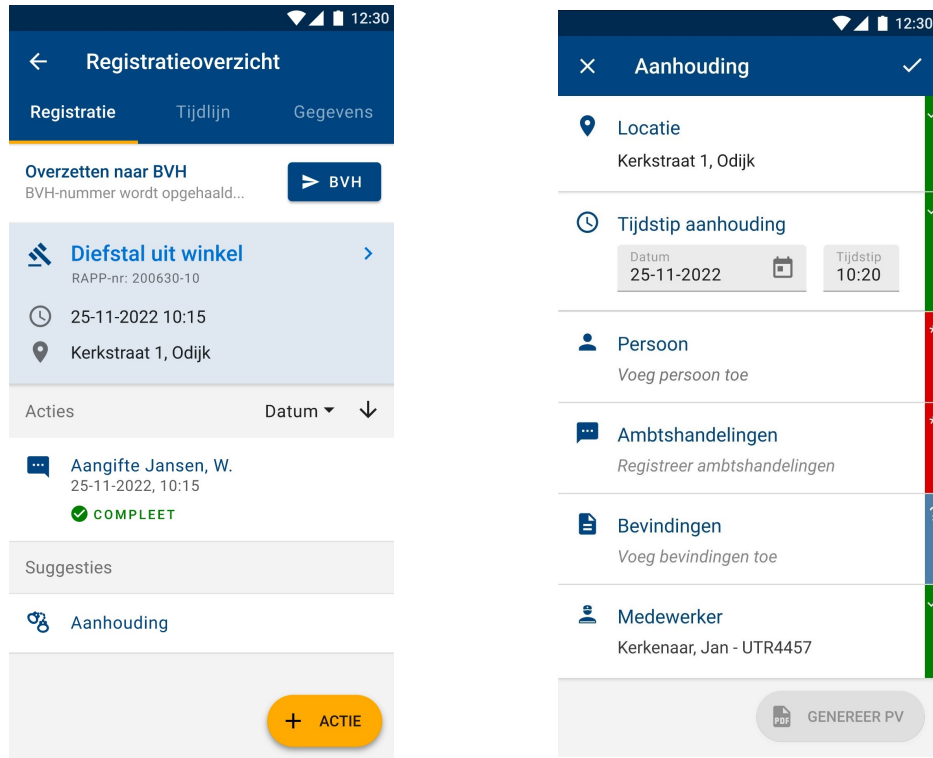 12:30
Registratieoverzicht
Registratie Tijdlijn Gegevens
Overzetten naar BVH
BVH-nummer wordt opgehaald...
BVH
Diefstal uit winkel
RAPP-nr: 200630-10
25-11-2022 10:15
Kerkstraat 1, Odijk
Acties Datum
Aangifte Jansen, W.
25-11-2022, 10:15
COMPLEET
Suggesties
Aanhouding
+ ACTIE
12:30
Aanhouding
Locatie
Kerkstraat 1, Odijk
Tijdstip aanhouding
Datum Tijdstip
25-11-2022 10:20
Persoon
Voeg persoon toe
Ambtshandelingen
Registreer ambtshandelingen
Bevindingen
Voeg bevindingen toe
Medewerker
Kerkenaar, Jan - UTR4457
PDF GENEREER PV